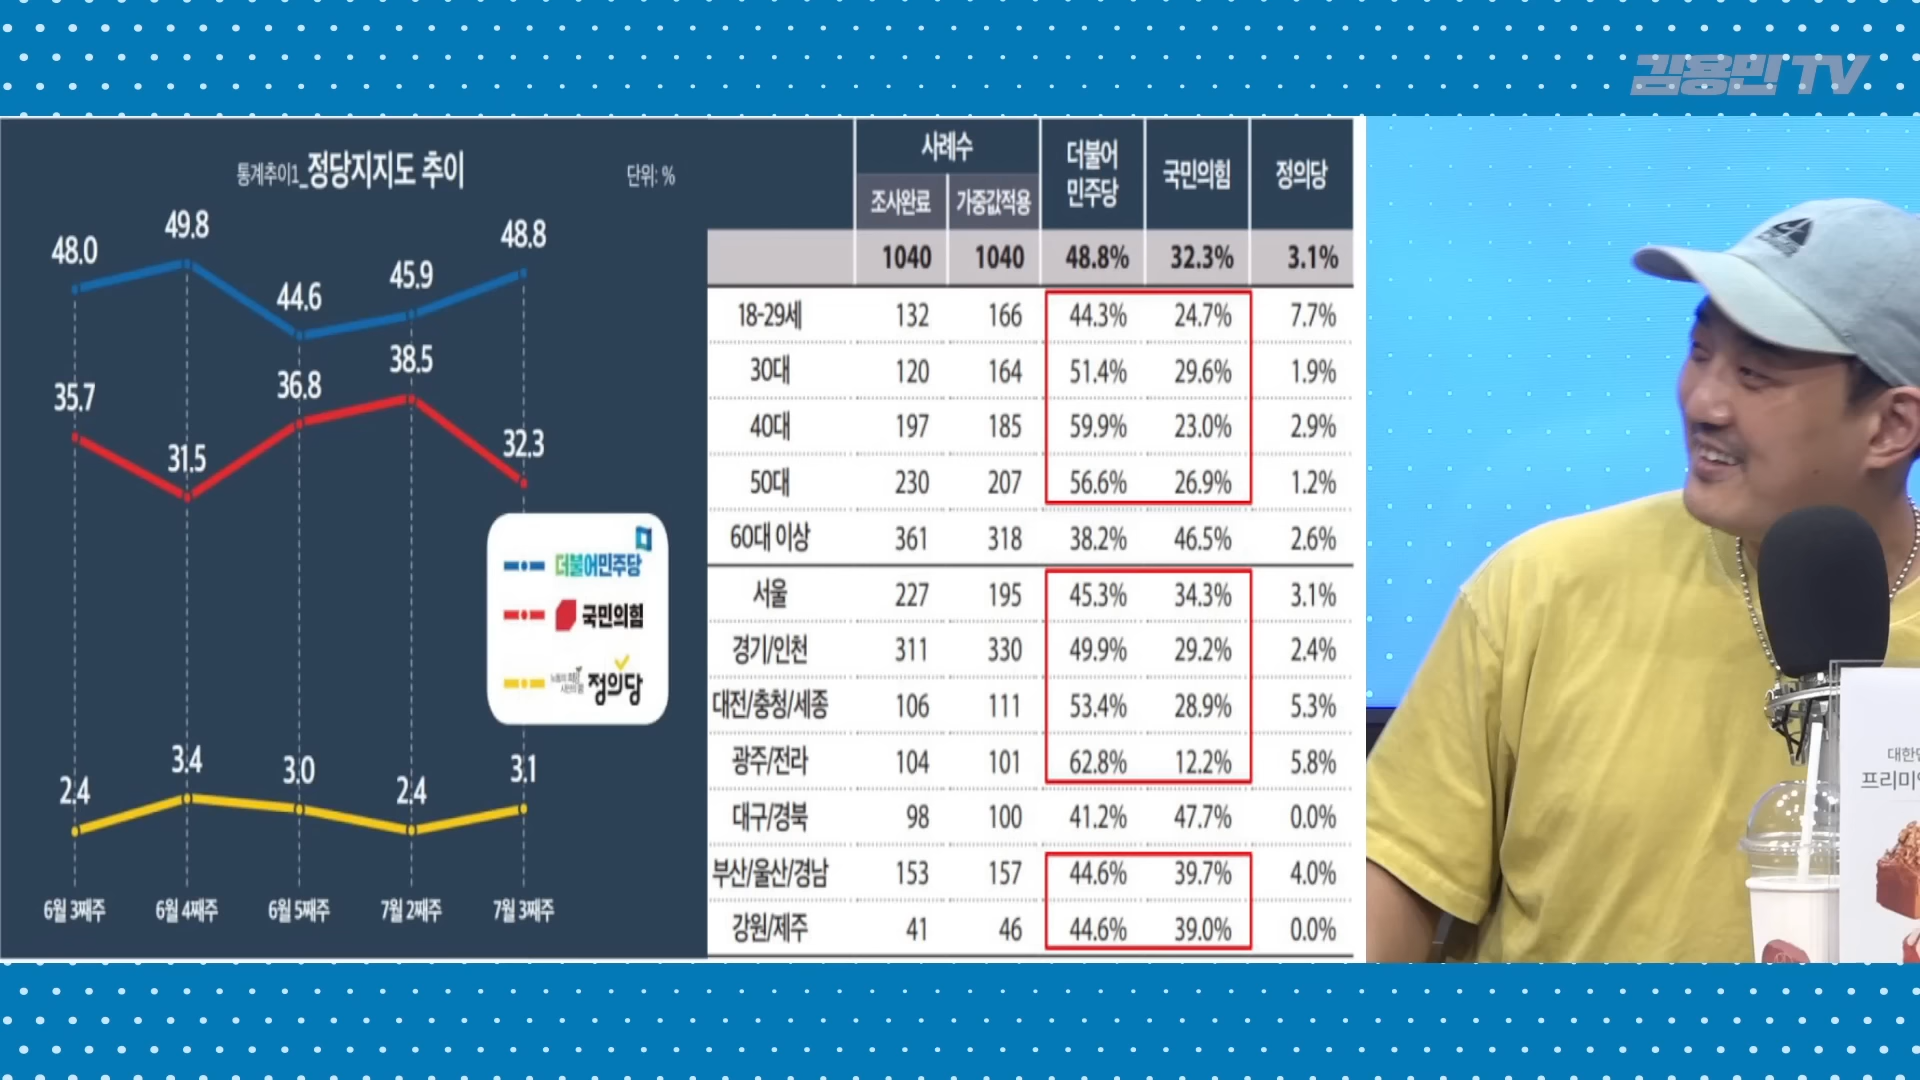 김용민 TV
통계추이1_정당지지도 추이 단위: %
48.0 49.8 44.6 45.9 48.8
35.7 31.5 36.8 38.5 32.3
더불어민주당
국민의힘
정의당
2.4 3.4 3.0 2.4 3.1
6월 3째주 6월 4째주 6월 5째주 7월 2째주 7월 3째주
사례수 더불어 민주당 국민의힘 정의당
조사완료 가중값적용
1040 1040 48.8% 32.3% 3.1%
18-29세 132 166 44.3% 24.7% 7.7%
30대 120 164 51.4% 29.6% 1.9%
40대 197 185 59.9% 23.0% 2.9%
50대 230 207 56.6% 26.9% 1.2%
60대 이상 361 318 38.2% 46.5% 2.6%
서울 227 195 45.3% 34.3% 3.1%
경기/인천 311 330 49.9% 29.2% 2.4%
대전/충청/세종 106 111 53.4% 28.9% 5.3%
광주/전라 104 101 62.8% 12.2% 5.8%
대구/경북 98 100 41.2% 47.7% 0.0%
부산/울산/경남 153 157 44.6% 39.7% 4.0%
강원/제주 41 46 44.6% 39.0% 0.0%
대한민
프리미